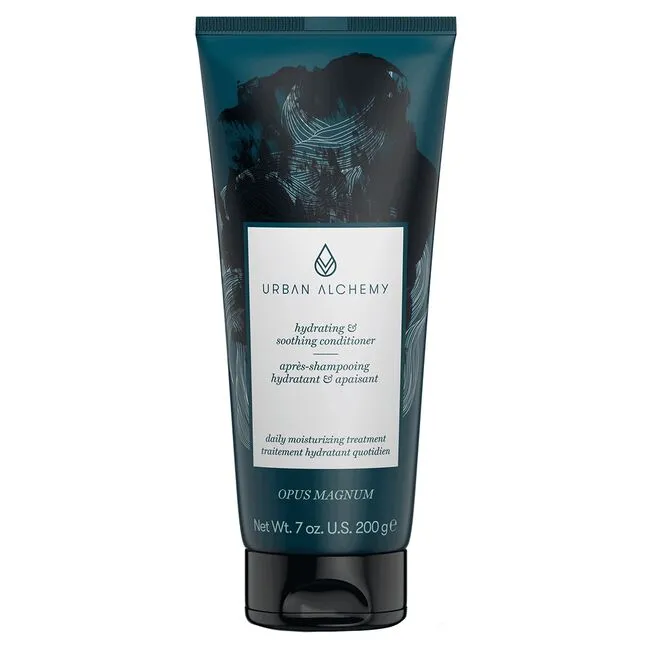 URBAN ALCHEMY
hydrating &
soothing conditioner
après-shampooing
hydratant & apaisant
daily moisturizing treatment
traitement hydratant quotidien
OPUS MAGNUM
Net Wt. 7 oz. U.S. 200 g ℮